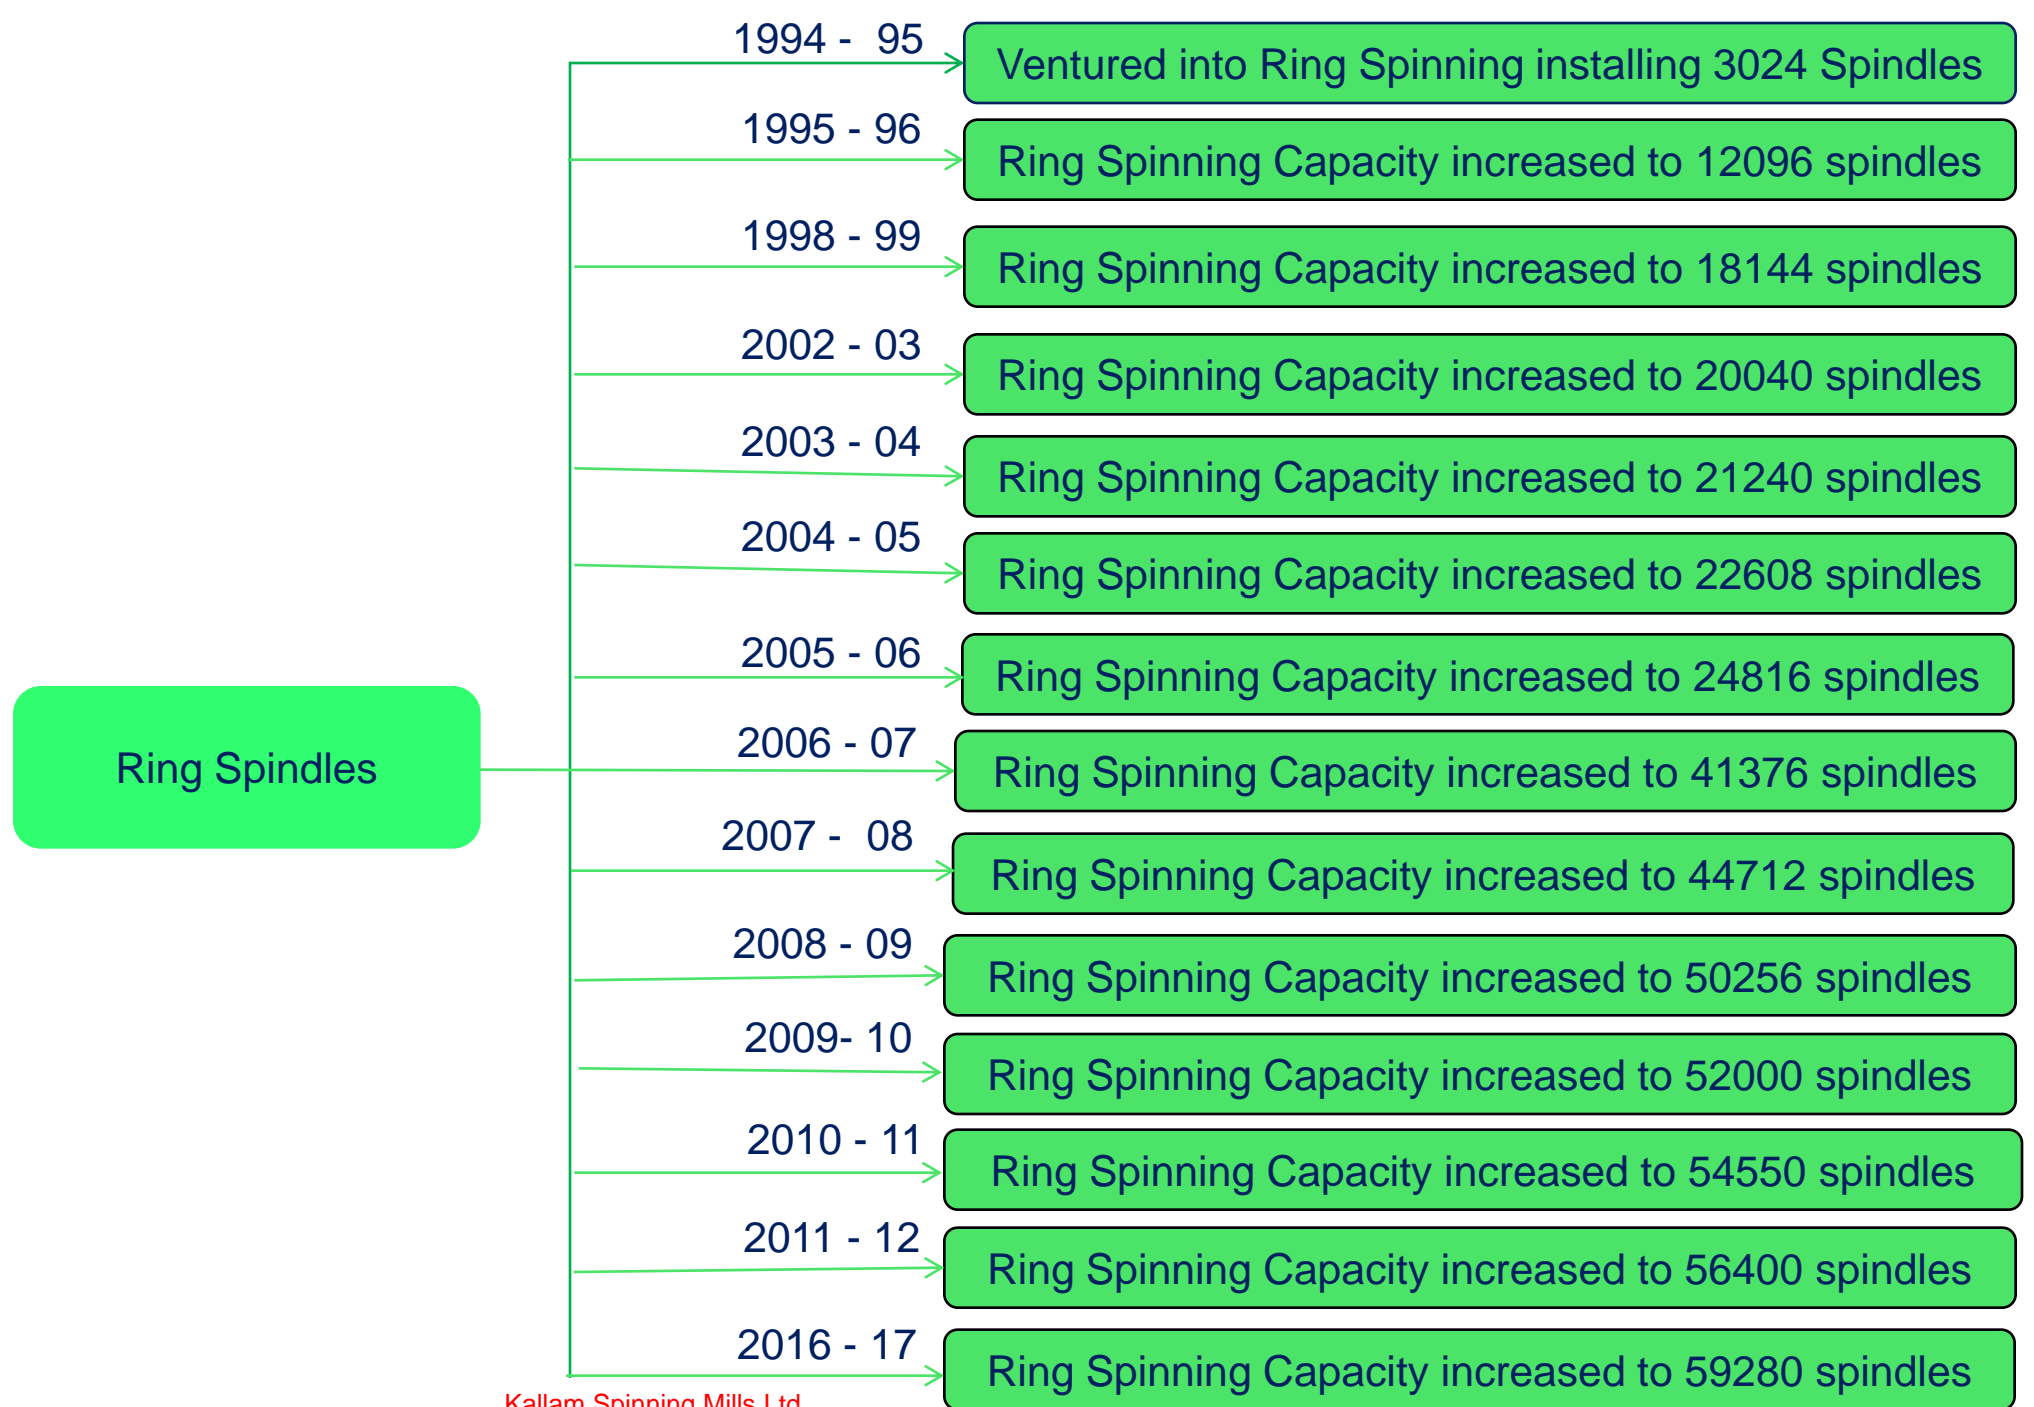 1994 -  95
Ventured into Ring Spinning installing 3024 Spindles
1995 - 96
Ring Spinning Capacity increased to 12096 spindles
1998 - 99
Ring Spinning Capacity increased to 18144 spindles
2002 - 03
Ring Spinning Capacity increased to 20040 spindles
2003 - 04
Ring Spinning Capacity increased to 21240 spindles
2004 - 05
Ring Spinning Capacity increased to 22608 spindles
2005 - 06
Ring Spinning Capacity increased to 24816 spindles
Ring Spindles
2006 - 07
Ring Spinning Capacity increased to 41376 spindles
2007 -  08
Ring Spinning Capacity increased to 44712 spindles
2008 - 09
Ring Spinning Capacity increased to 50256 spindles
2009- 10
Ring Spinning Capacity increased to 52000 spindles
2010 - 11
Ring Spinning Capacity increased to 54550 spindles
2011 - 12
Ring Spinning Capacity increased to 56400 spindles
2016 - 17
Ring Spinning Capacity increased to 59280 spindles
Kallam Spinning Mills Ltd